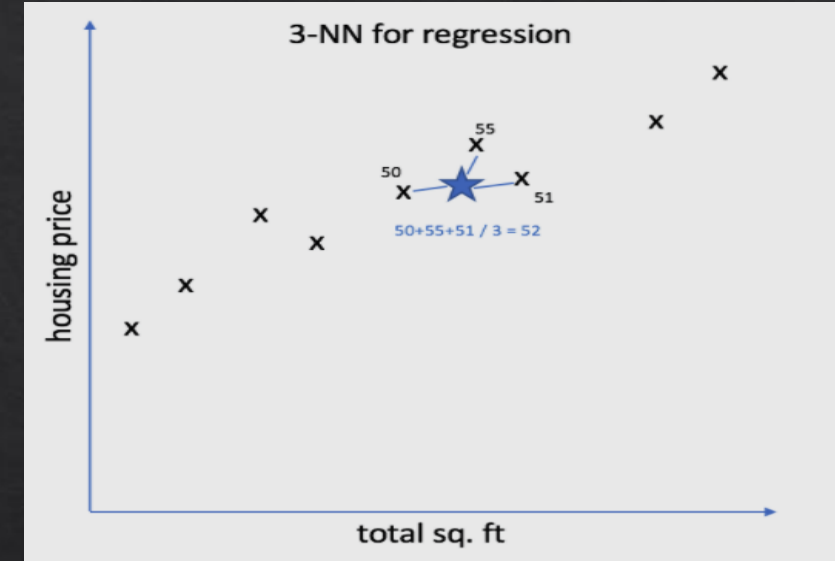 3-NN for regression
55
50
51
50+55+51 / 3 = 52
housing price
total sq. ft